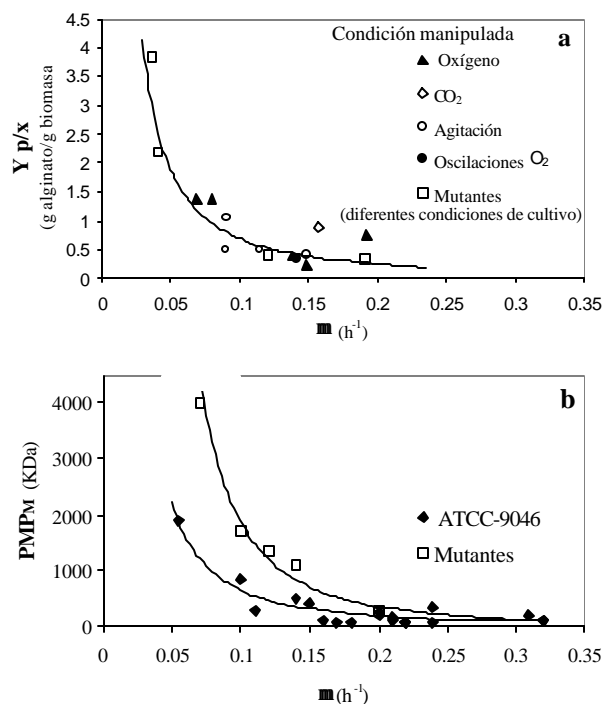 Condición manipulada
a
Oxígeno
CO₂
Agitación
Oscilaciones O₂
Mutantes
(diferentes condiciones de cultivo)
Y p/x
(g alginato/g biomasa
4.5
4
3.5
3
2.5
2
1.5
1
0.5
0
0 0.05 0.1 0.15 0.2 0.25 0.3 0.35
m (h⁻¹)
b
PMPM (KDa)
4000
3000
2000
1000
0
ATCC-9046
Mutantes
0 0.05 0.1 0.15 0.2 0.25 0.3 0.35
m (h⁻¹)